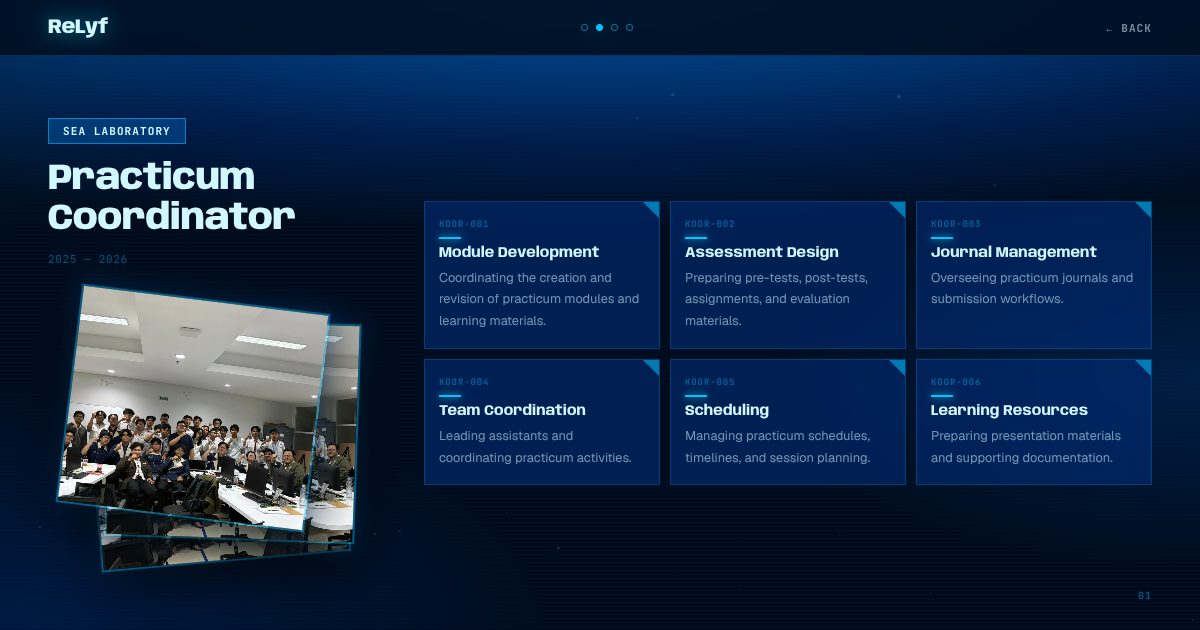 ReLyf
← BACK
SEA LABORATORY
Practicum
Coordinator
2025 — 2026
KOOR-001
Module Development
Coordinating the creation and
revision of practicum modules and
learning materials.
KOOR-002
Assessment Design
Preparing pre-tests, post-tests,
assignments, and evaluation
materials.
KOOR-003
Journal Management
Overseeing practicum journals and
submission workflows.
KOOR-004
Team Coordination
Leading assistants and
coordinating practicum activities.
KOOR-005
Scheduling
Managing practicum schedules,
timelines, and session planning.
KOOR-006
Learning Resources
Preparing presentation materials
and supporting documentation.
01